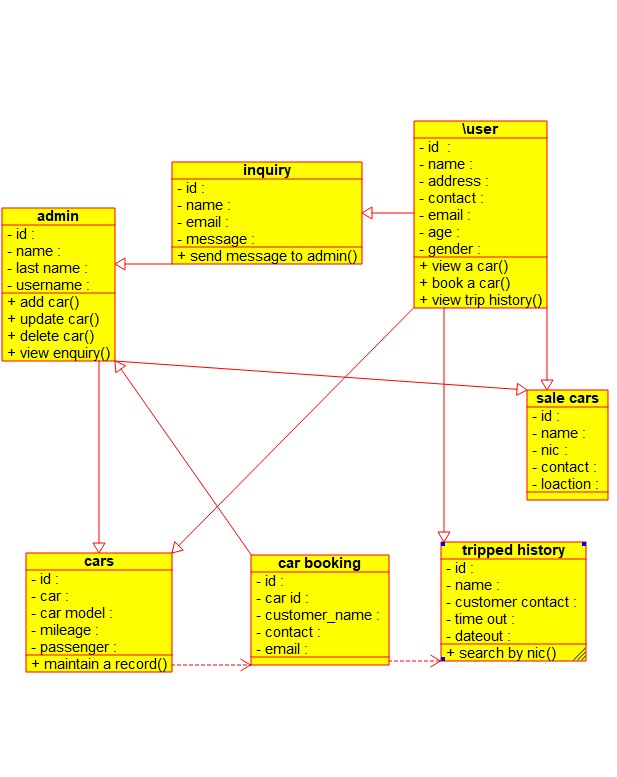 \user
- id  :
- name :
- address :
- contact :
- email :
- age :
- gender :
+ view a car()
+ book a car()
+ view trip history()
inquiry
- id :
- name :
- email :
- message :
+ send message to admin()
admin
- id :
- name :
- last name :
- username :
+ add car()
+ update car()
+ delete car()
+ view enquiry()
sale cars
- id :
- name :
- nic :
- contact :
- loaction :
cars
- id :
- car :
- car model :
- mileage :
- passenger :
+ maintain a record()
car booking
- id :
- car id :
- customer_name :
- contact :
- email :
tripped history
- id :
- name :
- customer contact :
- time out :
- dateout :
+ search by nic()